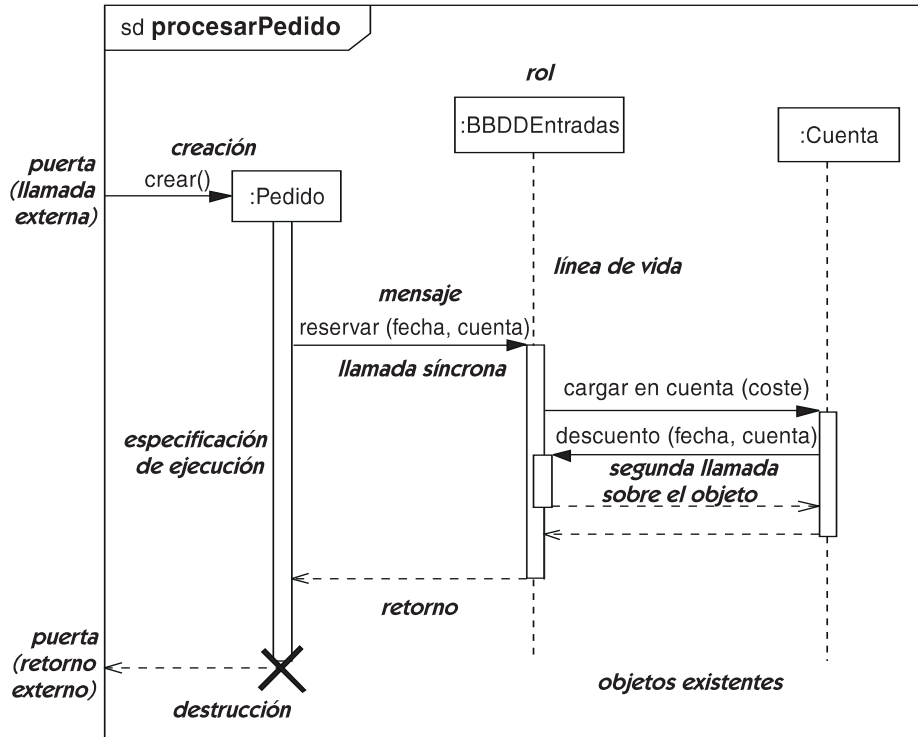 sd procesarPedido
rol
:BBDDEntradas
:Cuenta
creación
puerta
(llamada
externa)
crear()
:Pedido
línea de vida
mensaje
reservar (fecha, cuenta)
llamada síncrona
cargar en cuenta (coste)
descuento (fecha, cuenta)
especificación
de ejecución
segunda llamada
sobre el objeto
retorno
puerta
(retorno
externo)
objetos existentes
destrucción